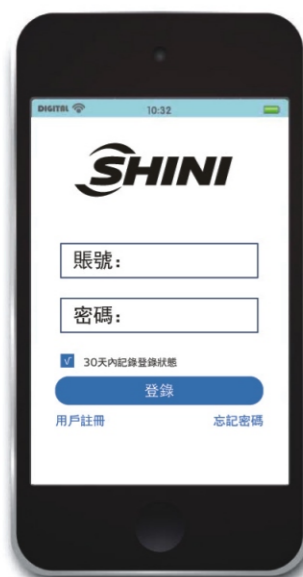 DIGITAL 10:32
SHINI
賬號：
密碼：
√ 30天內記錄登錄狀態
登錄
用戶註冊 忘記密碼